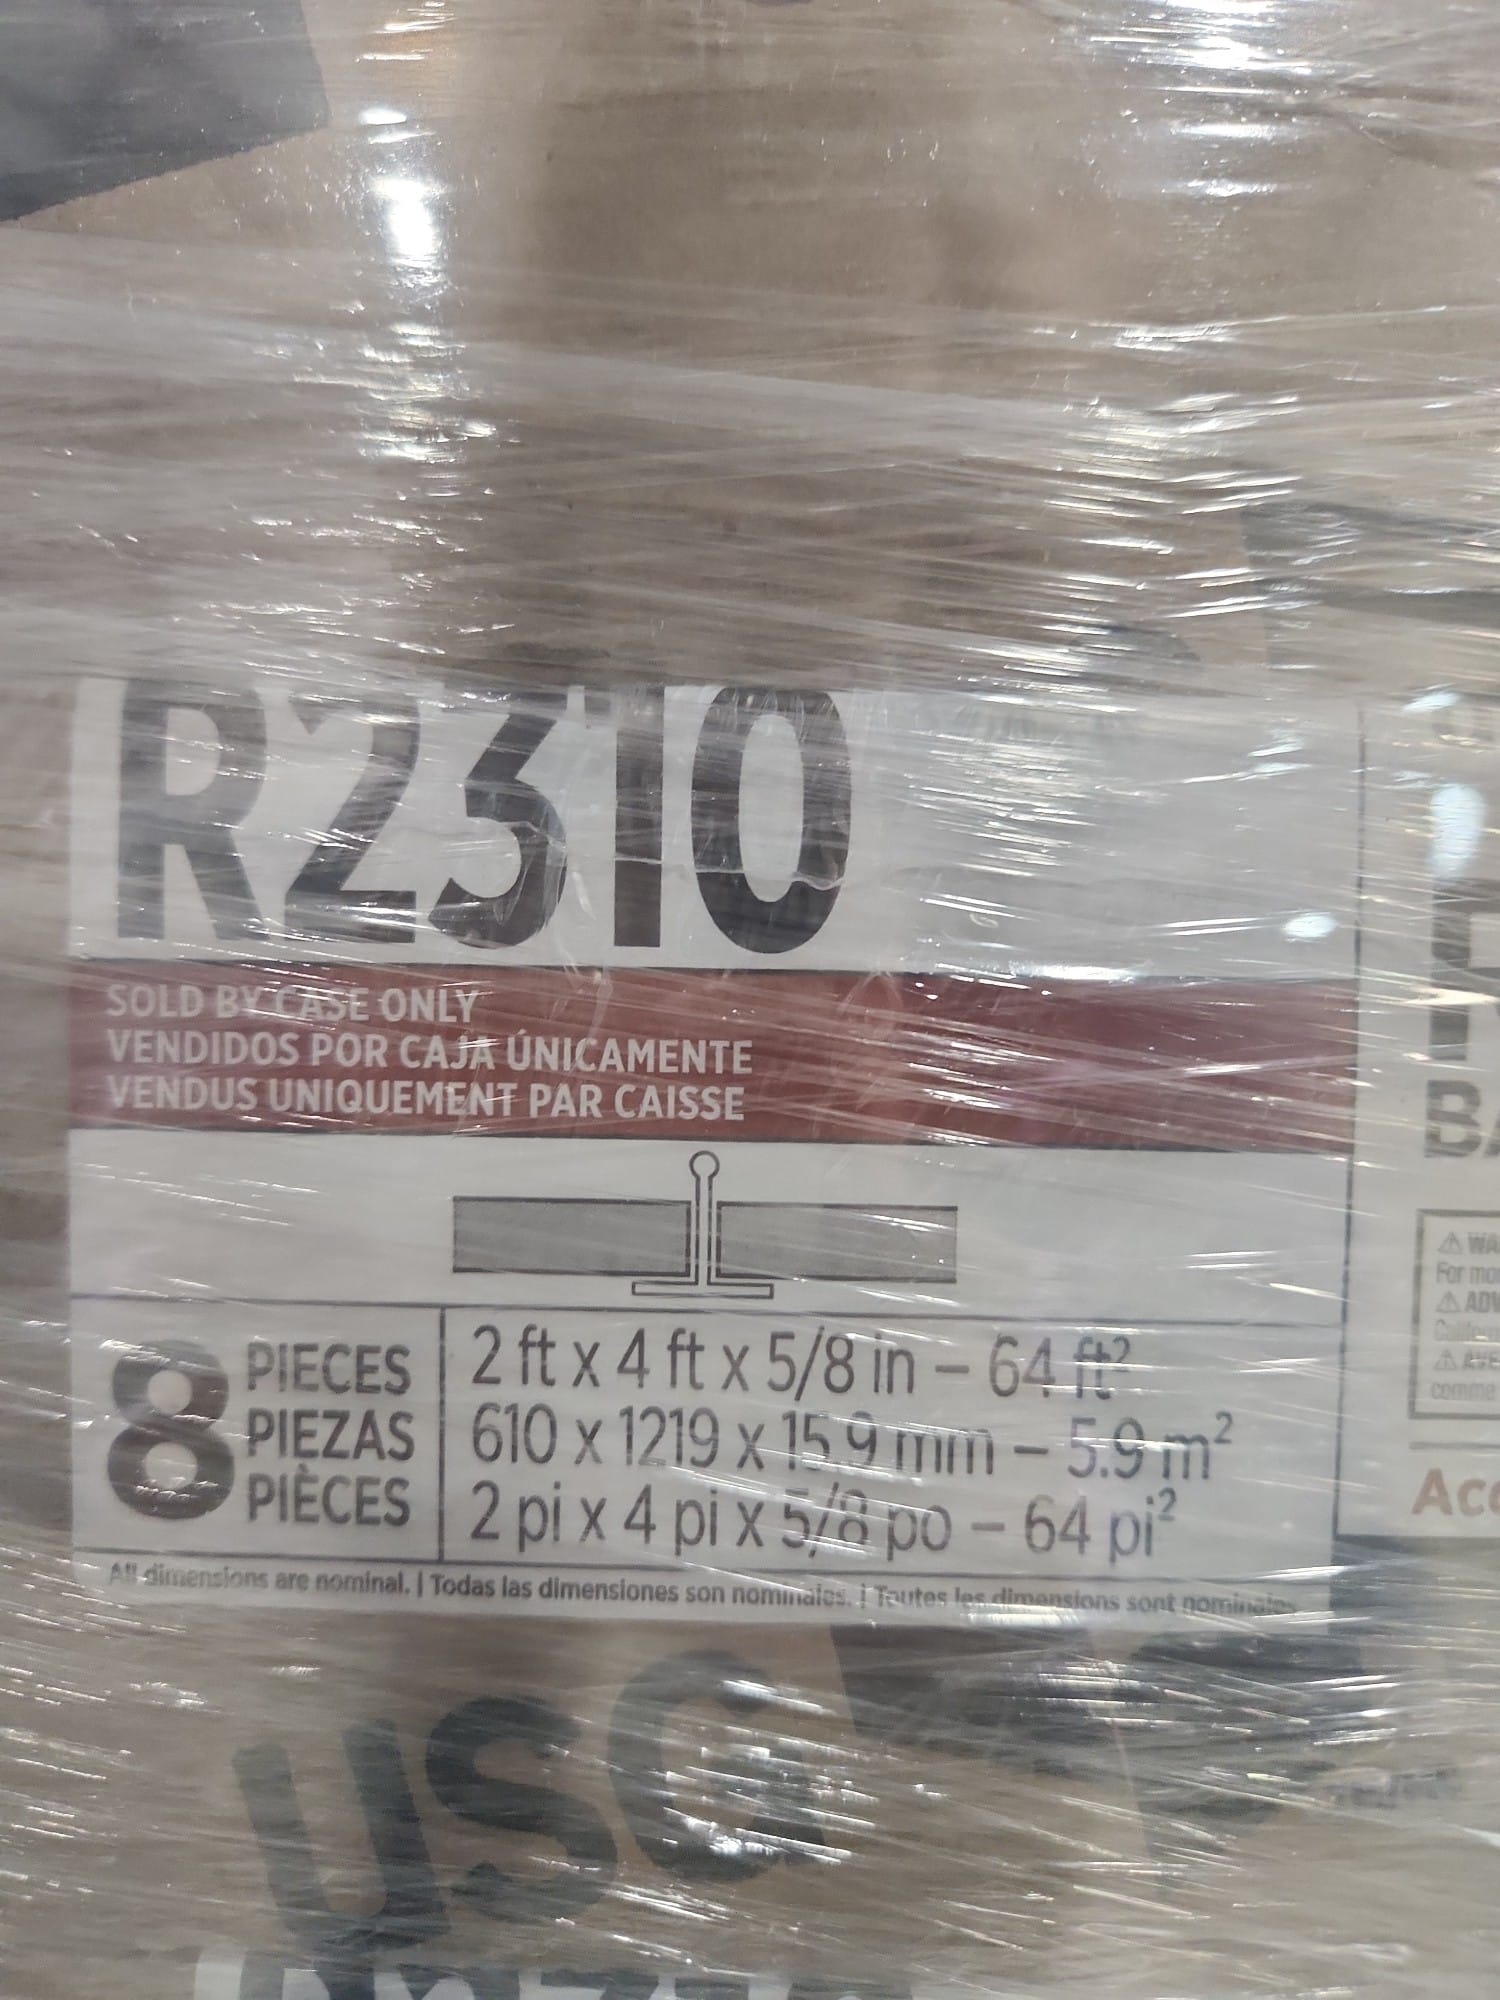 R2310
SOLD BY CASE ONLY
VENDIDOS POR CAJA ÚNICAMENTE
VENDUS UNIQUEMENT PAR CAISSE
8 PIECES
PIEZAS
PIÈCES
2 ft x 4 ft x 5/8 in – 64 ft²
610 x 1219 x 15.9 mm – 5.9 m²
2 pi x 4 pi x 5/8 po – 64 pi²
All dimensions are nominal. | Todas las dimensiones son nominales. | Toutes les dimensions sont nominales
For
USG